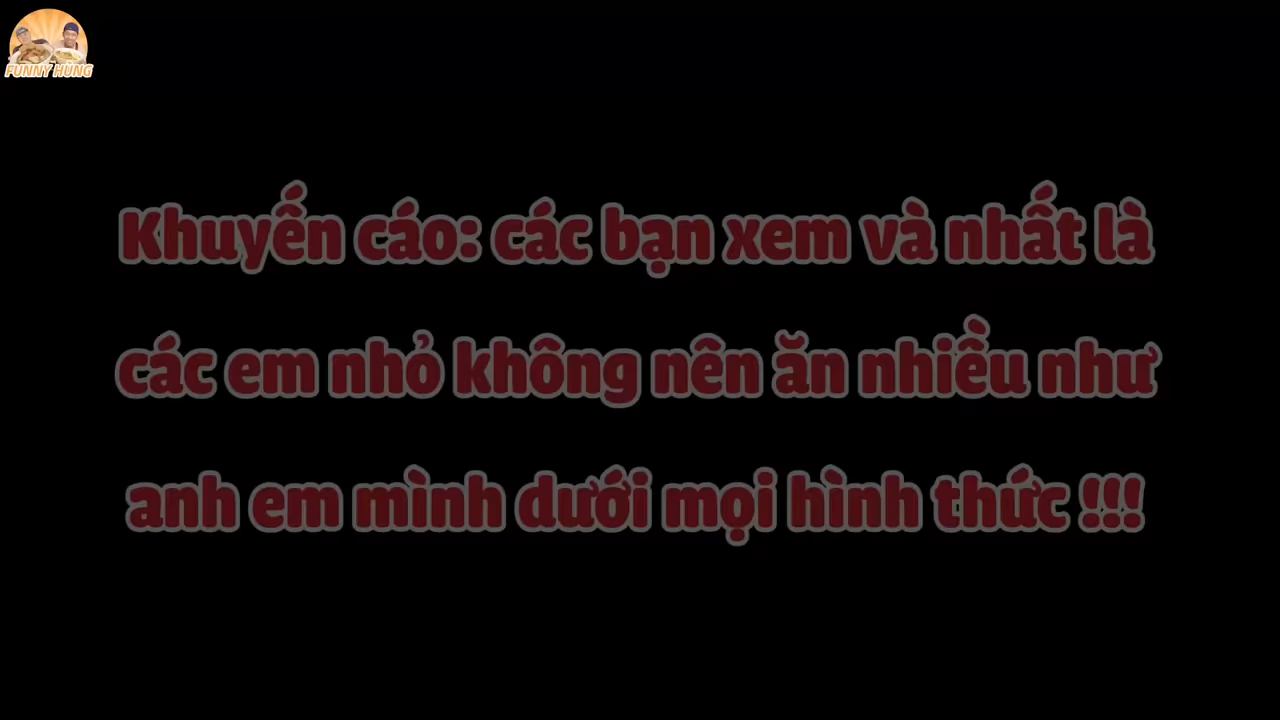 FUNNY HÙNG
Khuyến cáo: các bạn xem và nhất là
các em nhỏ không nên ăn nhiều như
anh em mình dưới mọi hình thức !!!